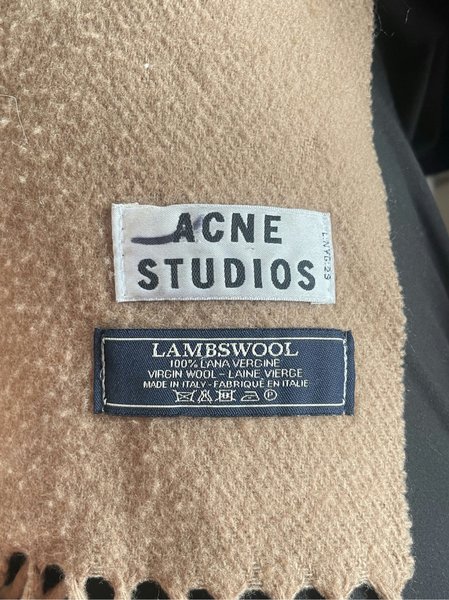 ACNE
STUDIOS
LAMBSWOOL
100% LANA VERGINE
VIRGIN WOOL - LAINE VIERGE
MADE IN ITALY - FABRIQUÉ EN ITALIE